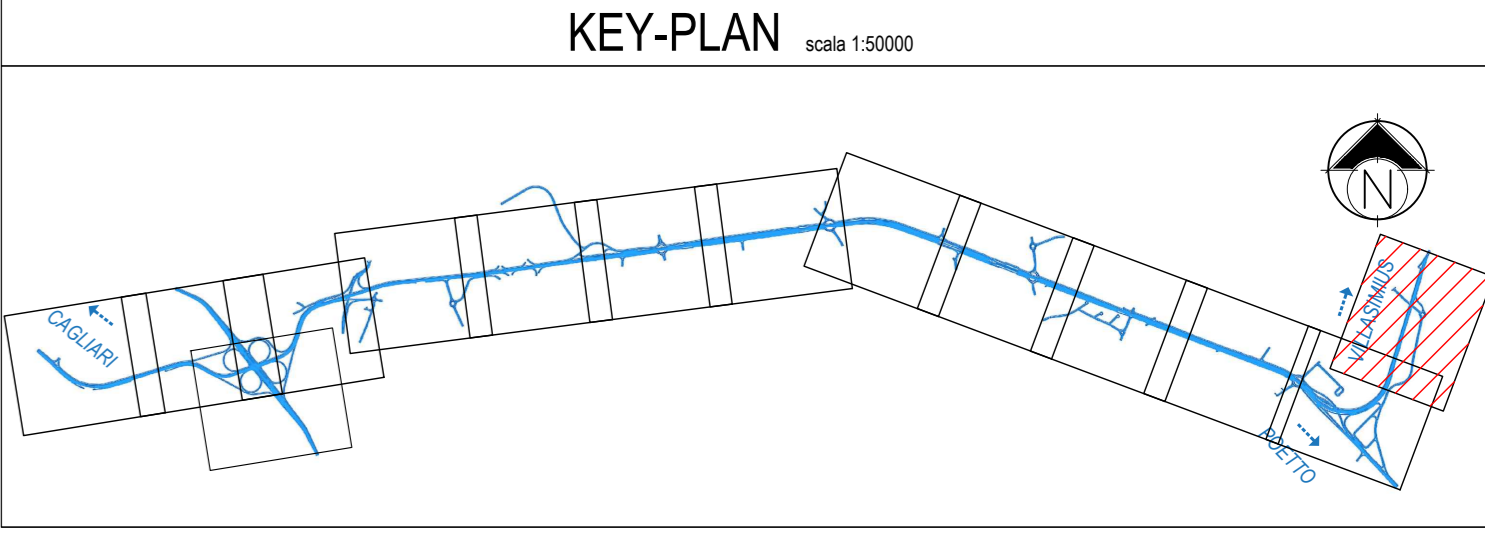 KEY-PLAN scala 1:50000
N
CAGLIARI
VILLASIMIUS
POETTO